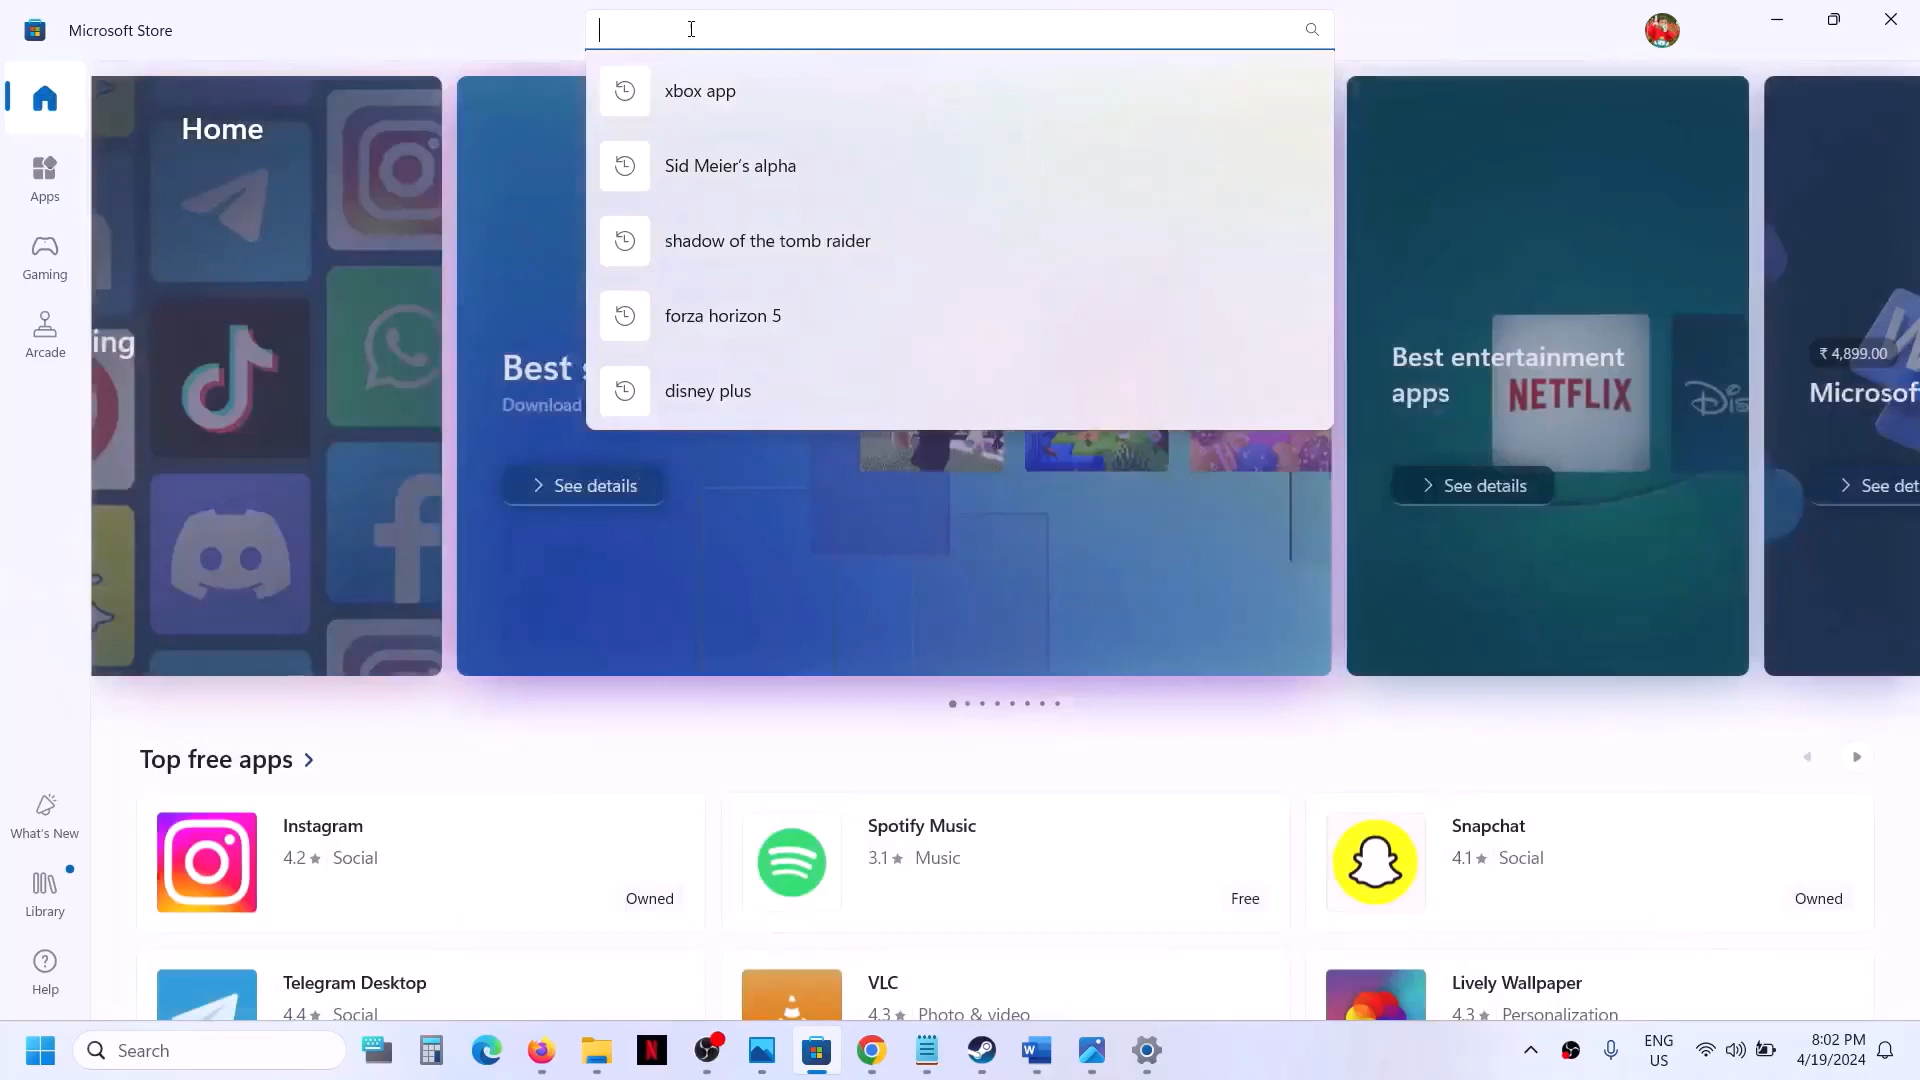 Microsoft Store
xbox app
Sid Meier's alpha
shadow of the tomb raider
forza horizon 5
disney plus
Home
Apps
Gaming
Arcade
What's New
Library
Help
ing
Best
Download
See details
Best entertainment
apps
NETFLIX
Dis
See details
₹ 4,899.00
Microsof
See det
Top free apps
Instagram
4.2 ★ Social
Owned
Spotify Music
3.1 ★ Music
Free
Snapchat
4.1 ★ Social
Owned
Telegram Desktop
4.4 ★ Social
VLC
4.3 ★ Photo & video
Lively Wallpaper
4.3 ★ Personalization
Search
ENG
US
8:02 PM
4/19/2024